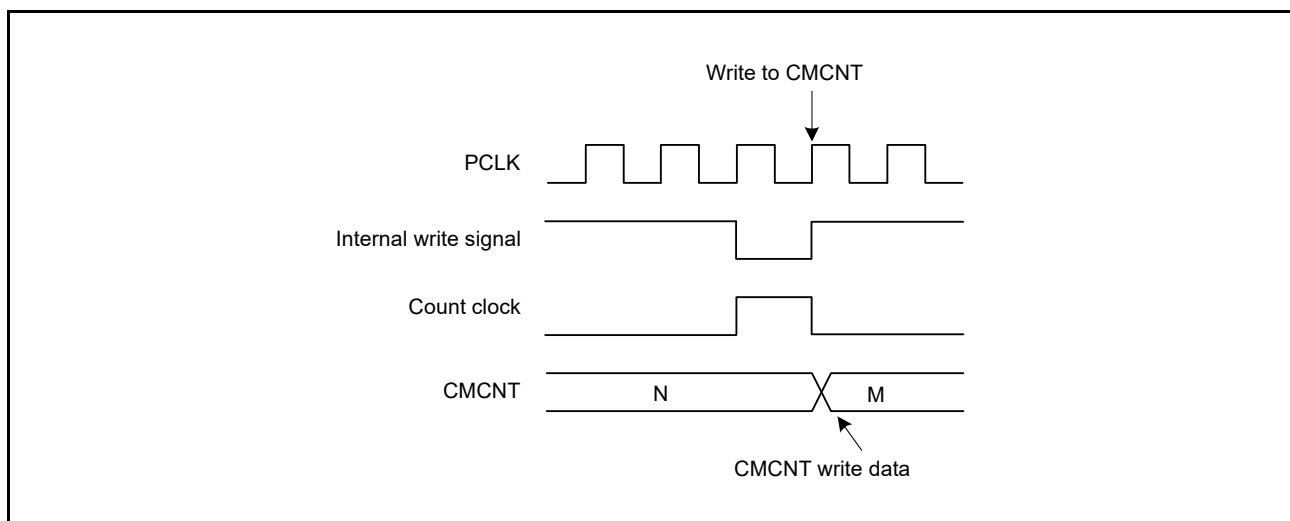 Write to CMCNT
PCLK
Internal write signal
Count clock
CMCNT
N
M
CMCNT write data